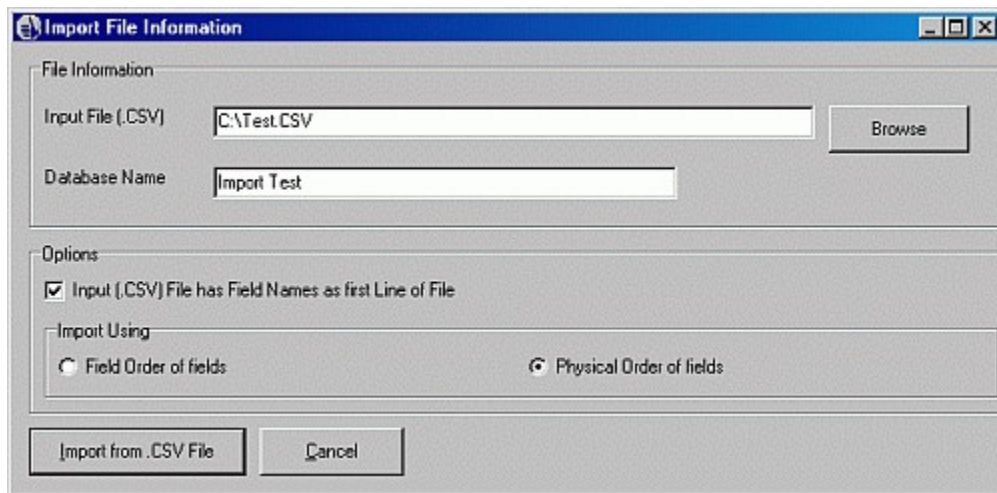 Import File Information
File Information
Input File (.CSV)
C:\Test.CSV
Browse
Database Name
Import Test
Options
Input (.CSV) File has Field Names as first Line of File
Import Using
Field Order of fields
Physical Order of fields
Import from .CSV File
Cancel